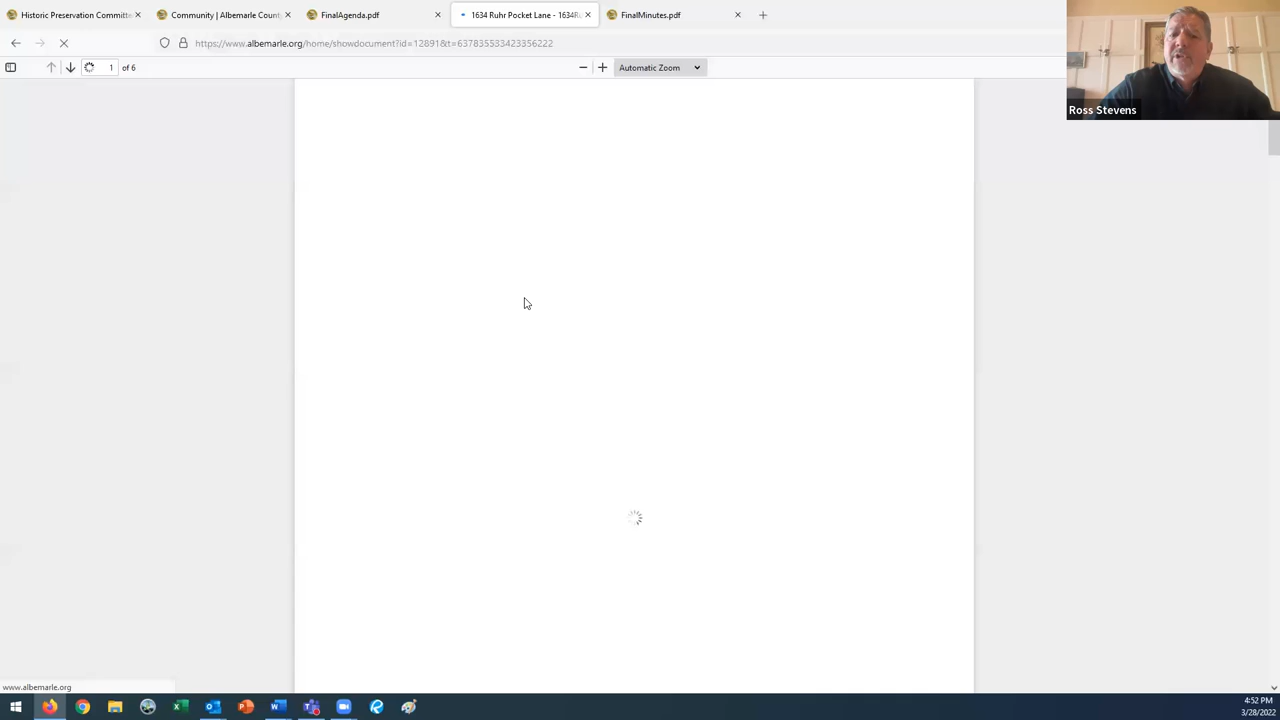 Historic Preservation Committe
Community | Albemarle Count
FinalAgenda.pdf
1634 Ruhr Pocket Lane - 1634Ru
FinalMinutes.pdf
https://www.albemarle.org/home/showdocument?id=12891&t=637835533423356222
1 of 6
Automatic Zoom
Ross Stevens
www.albemarle.org
4:52 PM
3/28/2022